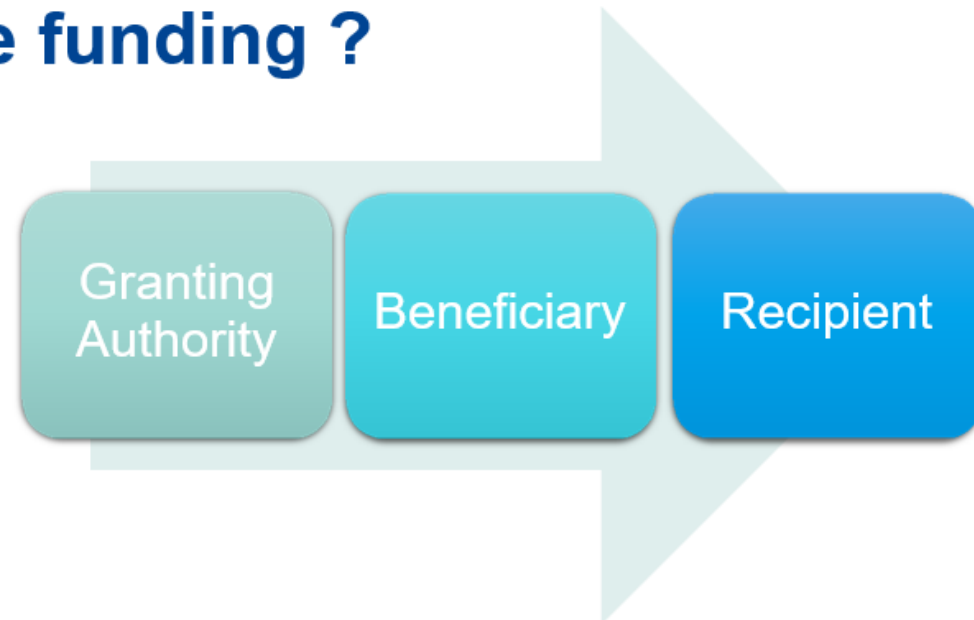 e funding ?
Granting
Authority
Beneficiary
Recipient